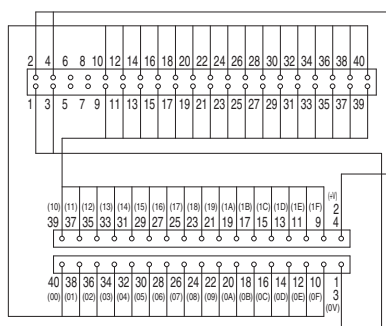 2 4 6 8 10 12 14 16 18 20 22 24 26 28 30 32 34 36 38 40
1 3 5 7 9 11 13 15 17 19 21 23 25 27 29 31 33 35 37 39
(10) (11) (12) (13) (14) (15) (16) (17) (18) (19) (1A) (1B) (1C) (1D) (1E) (1F) (+V)
39 37 35 33 31 29 27 25 23 21 19 17 15 13 11 9 2
4
40 38 36 34 32 30 28 26 24 22 20 18 16 14 12 10 1
(00) (01) (02) (03) (04) (05) (06) (07) (08) (09) (0A) (0B) (0C) (0D) (0E) (0F) 3
(0V)